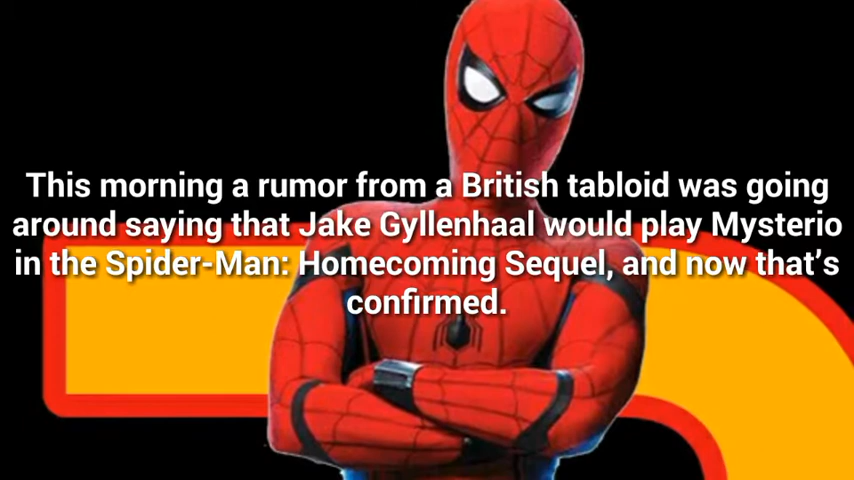 This morning a rumor from a British tabloid was going
around saying that Jake Gyllenhaal would play Mysterio
in the Spider-Man: Homecoming Sequel, and now that’s
confirmed.